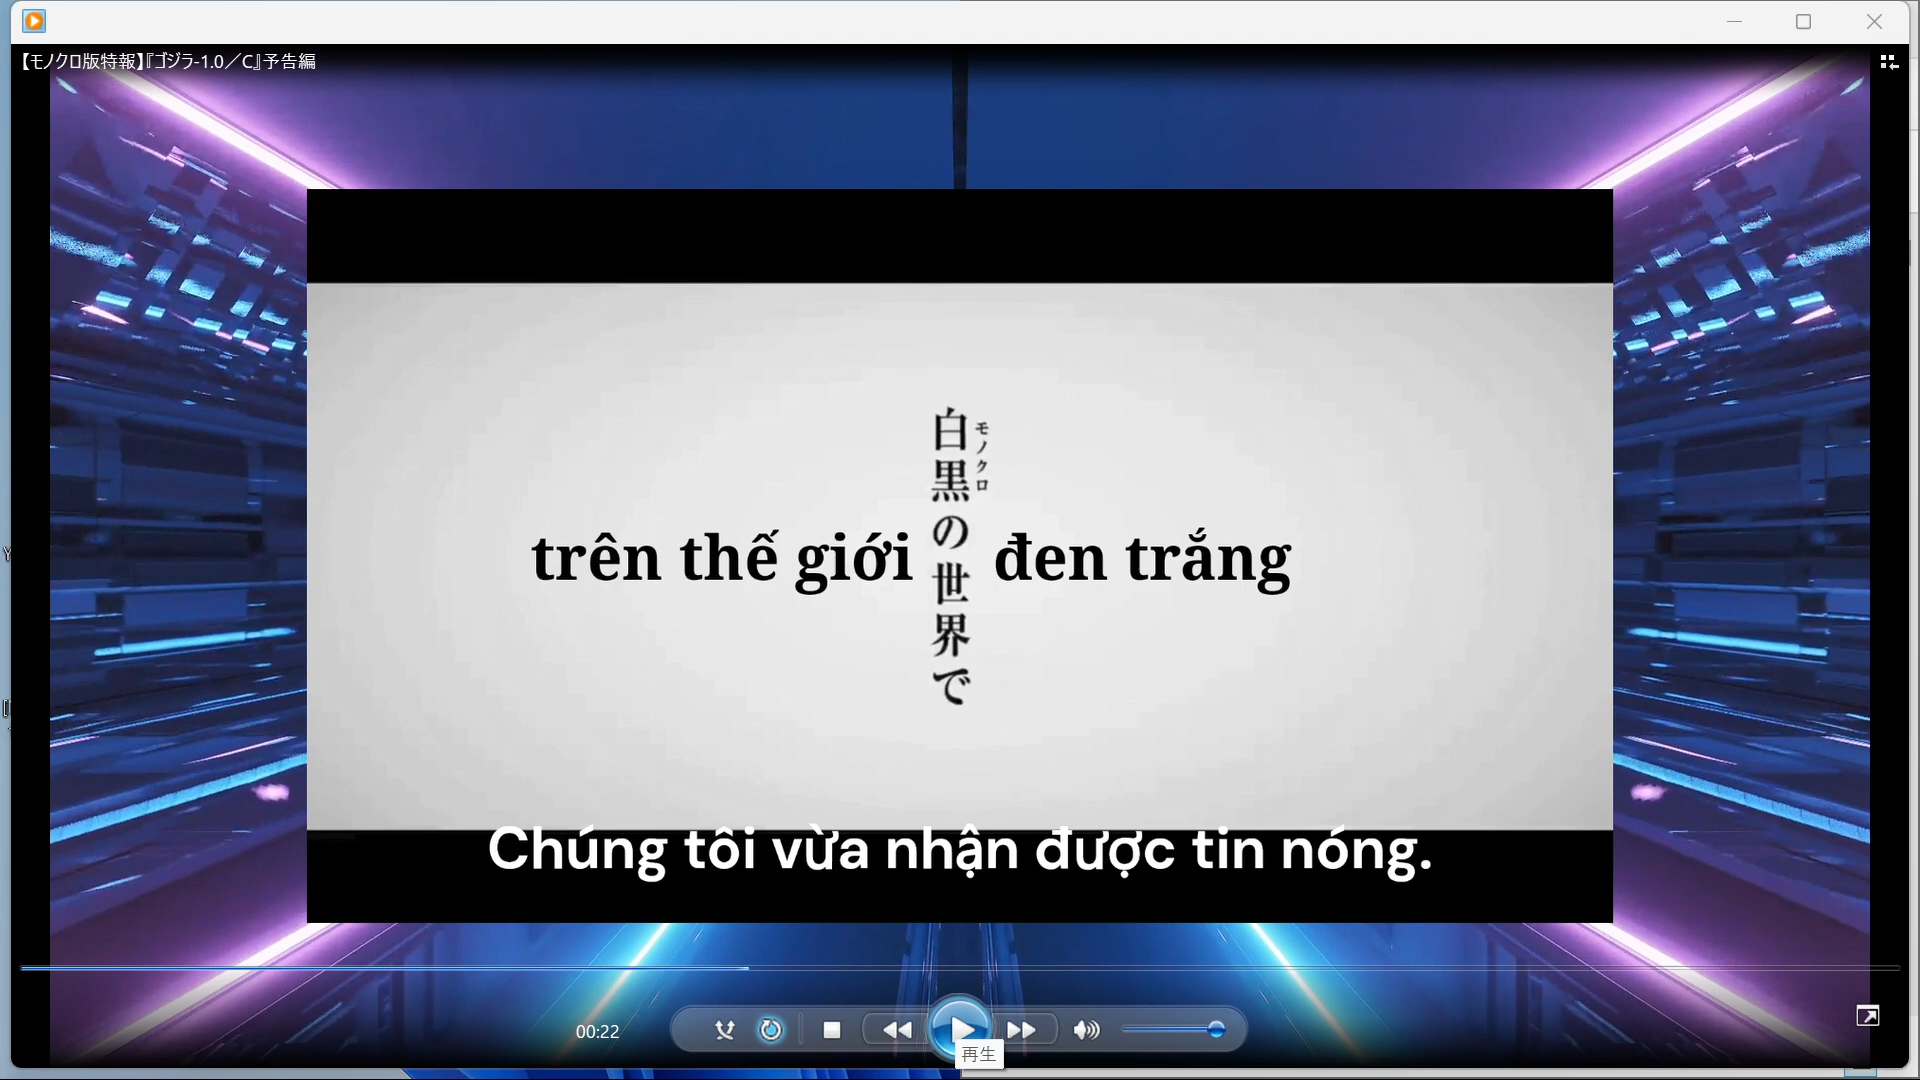 【モノクロ版特報】『ゴジラ-1.0／C』予告編
白黒の世界で
モノクロ
trên thế giới đen trắng
Chúng tôi vừa nhận được tin nóng.
00:22
再生